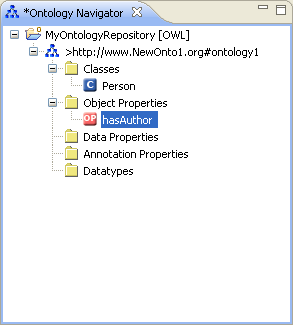 *Ontology Navigator
MyOntologyRepository [OWL]
>http://www.NewOnto1.org#ontology1
Classes
C Person
Object Properties
OP hasAuthor
Data Properties
Annotation Properties
Datatypes